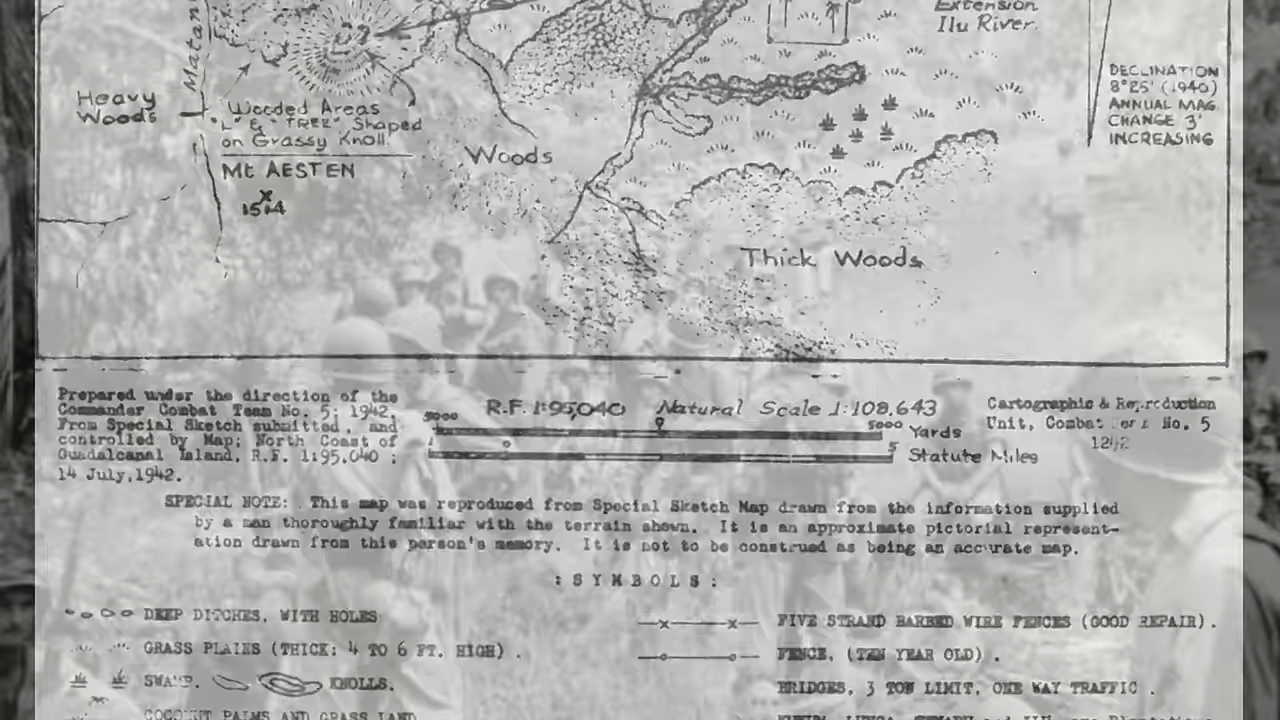 Extension
Ilu River.
DECLINATION
8°25' (1940)
ANNUAL MAG.
CHANGE 3'
INCREASING
Heavy
Woods
Wooded Areas
"L" & "TREE" Shaped
on Grassy Knoll.
Mt AESTEN
1514
Woods
Thick Woods
Prepared under the direction of the
Commander Combat Team No. 5; 1942.
From Special Sketch submitted, and
controlled by Map; North Coast of
Guadalcanal Island, R.F. 1:95,040 ;
14 July,1942.
5000 R.F. 1:95,040 Natural Scale 1:108,643
5000 Yards
5 Statute Miles
Cartographic & Reproduction
Unit, Combat No. 5
SPECIAL NOTE: This map was reproduced from Special Sketch Map drawn from the information supplied
by a man thoroughly familiar with the terrain shown. It is an approximate pictorial represent-
ation drawn from this person's memory. It is not to be construed as being an accurate map.
: S Y M B O L S :
DEEP DITCHES, WITH HOLES
GRASS PLAINS (THICK: 4 TO 6 FT. HIGH) .
SWAMP. KNOLLS.
COCONUT PALMS AND GRASS LAND
FIVE STRAND BARBED WIRE FENCES (GOOD REPAIR) .
FENCE, (TEN YEAR OLD) .
BRIDGES, 3 TON LIMIT, ONE WAY TRAFFIC .